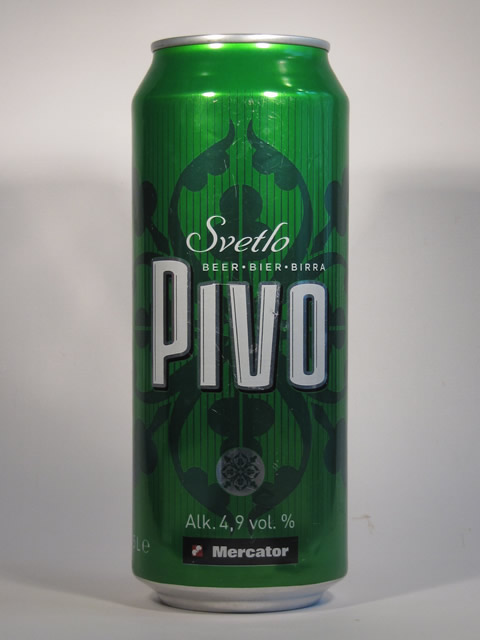 Svetlo
BEER•BIER•BIRRA
PIVO
Alk. 4,9 vol. %
Mercator